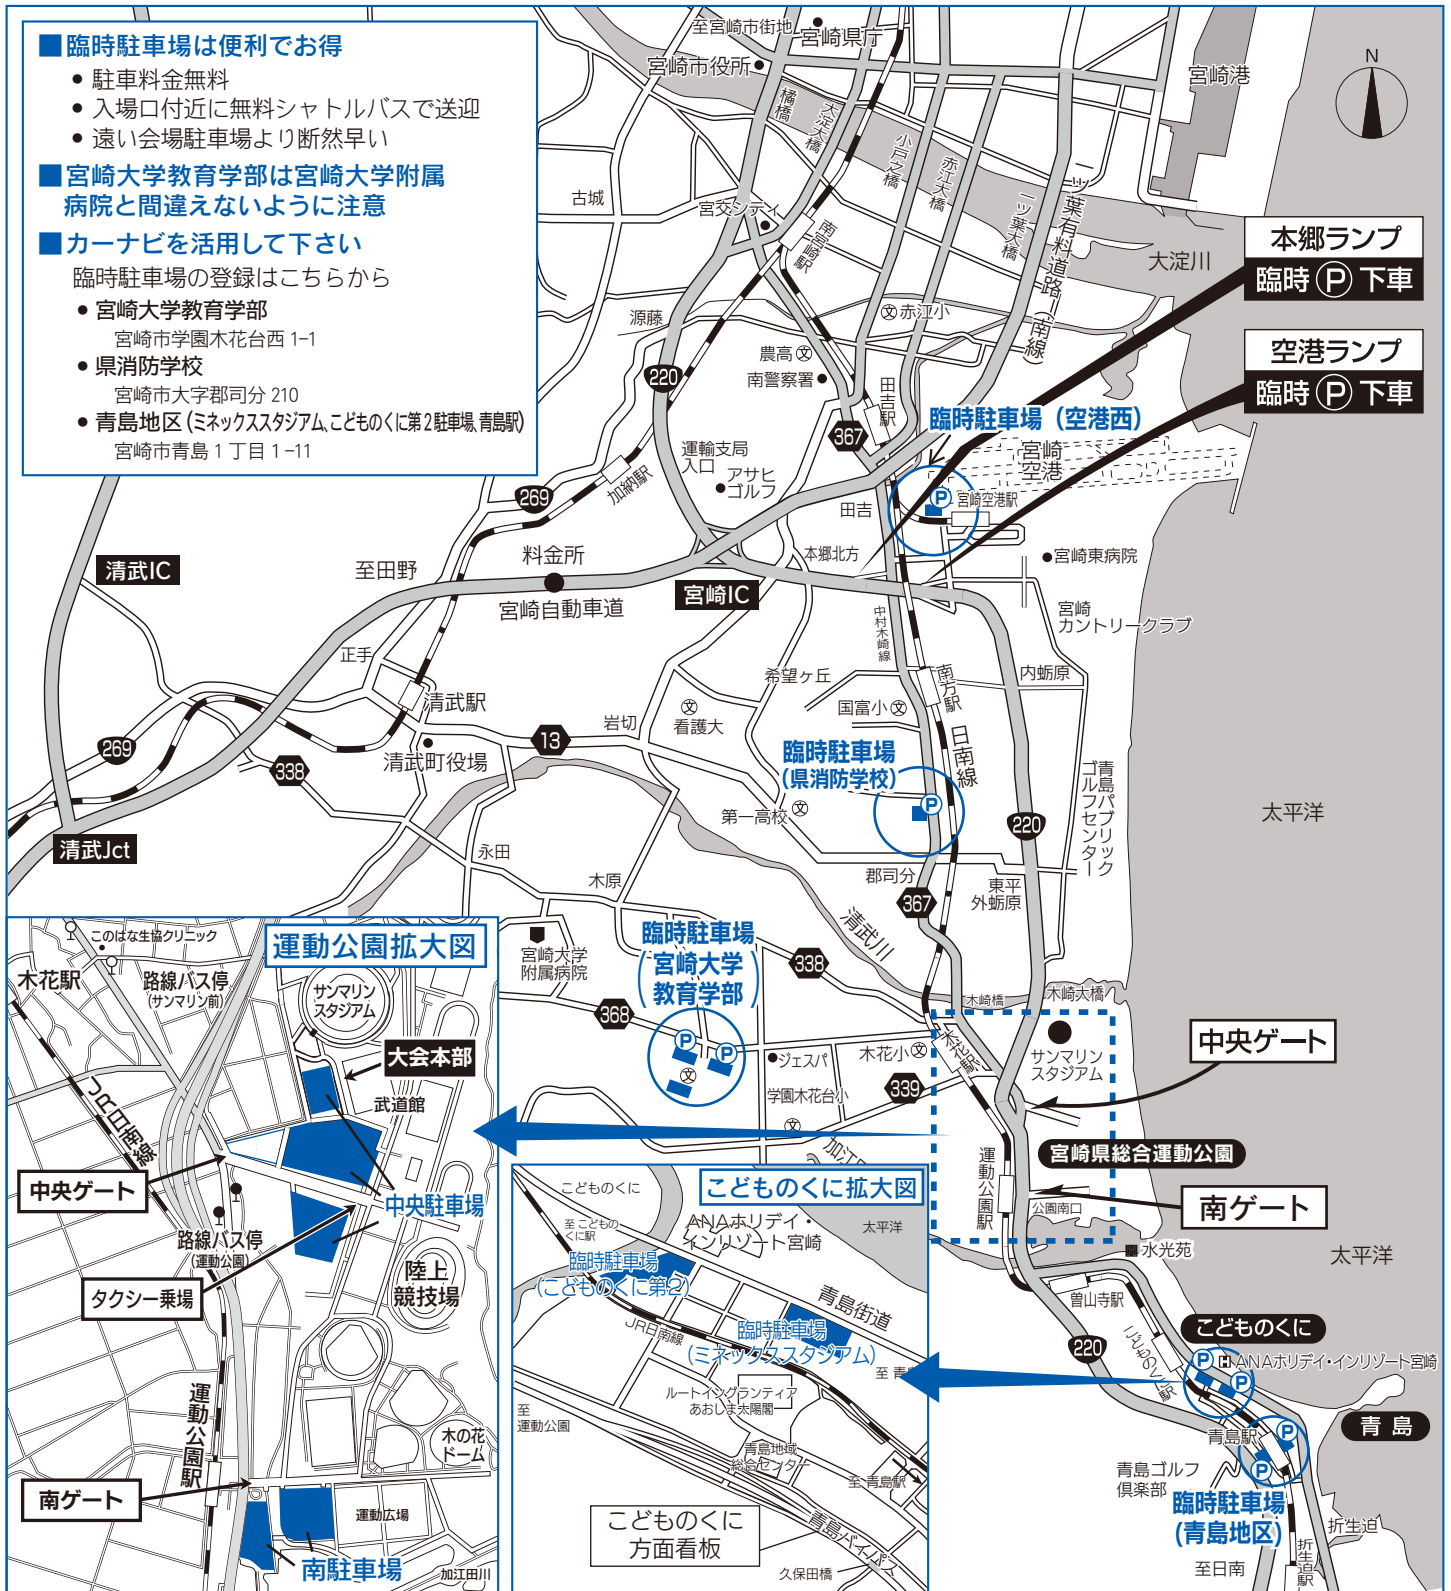 ■臨時駐車場は便利でお得
● 駐車料金無料
● 入場口付近に無料シャトルバスで送迎
● 遠い会場駐車場より断然早い
■宮崎大学教育学部は宮崎大学附属
病院と間違えないように注意
■カーナビを活用して下さい
臨時駐車場の登録はこちらから
● 宮崎大学教育学部
宮崎市学園木花台西 1-1
● 県消防学校
宮崎市大字郡司分 210
● 青島地区(ミネックススタジアム、こどものくに第2駐車場、青島駅)
宮崎市青島 1 丁目 1-11
至宮崎市街地
宮崎県庁
宮崎市役所
宮崎港
N
橘橋
大淀大橋
小戸之橋
赤江大橋
一ツ葉大橋
一ツ葉有料道路(南線)
古城
宮交シティ
南宮崎駅
大淀川
本郷ランプ
臨時Ⓟ下車
空港ランプ
臨時Ⓟ下車
源藤
文赤江小
農高文
南警察署
田吉駅
220
367
臨時駐車場(空港西)
宮崎
空港
運輸支局
入口
アサヒ
ゴルフ
加納駅
269
P
宮崎空港駅
田吉
本郷北方
宮崎東病院
清武IC
至田野
料金所
宮崎自動車道
宮崎IC
宮崎
カントリークラブ
中村木崎線
正手
清武駅
希望ヶ丘
南方駅
内蛎原
国富小文
文
看護大
岩切
13
269
338
清武町役場
臨時駐車場
(県消防学校)
P
日南線
青島パブリック
ゴルフセンター
太平洋
第一高校文
220
清武Jct
永田
木原
郡司分
367
東平
外蛎原
清武川
臨時駐車場
(宮崎大学
教育学部)
宮崎大学
附属病院
338
368
P
P
文
木崎橋
木崎大橋
ジェスパ
木花小文
木花駅
339
学園木花台小
文
サンマリン
スタジアム
中央ゲート
宮崎県総合運動公園
運動公園駅
公園南口
南ゲート
水光苑
太平洋
曽山寺駅
220
こどものくに
こどものくに駅
P
H ANAホリデイ・インリゾート宮崎
P
青島
青島駅
P
P
青島ゴルフ
倶楽部
臨時駐車場
(青島地区)
折生迫
至日南
折生迫駅
運動公園拡大図
このはな生協クリニック
木花駅
路線バス停
(サンマリン前)
サンマリン
スタジアム
大会本部
武道館
JR日南線
中央ゲート
中央駐車場
路線バス停
(運動公園)
タクシー乗場
陸上
競技場
運動公園駅
木の花
ドーム
南ゲート
運動広場
南駐車場
加江田川
こどものくに拡大図
こどものくに
至 こどもの
くに駅
ANAホリデイ・
インリゾート宮崎
太平洋
臨時駐車場
(こどものくに第2)
青島街道
JR日南線
臨時駐車場
(ミネックススタジアム)
ルートイングランティア
あおしま太陽閣
至
運動公園
青島地域
総合センター
至 青島駅
青島バイパス
こどものくに
方面看板
久保田橋